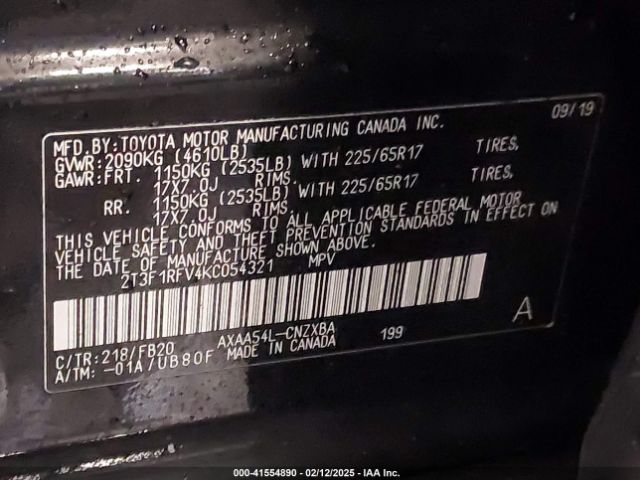 09/19
MFD.BY:TOYOTA MOTOR MANUFACTURING CANADA INC.
GVWR:2090KG (4610LB)
GAWR:FRT. 1150KG (2535LB) WITH 225/65R17 TIRES,
17X7.0J RIMS,
RR. 1150KG (2535LB) WITH 225/65R17 TIRES,
17X7.0J RIMS,
THIS VEHICLE CONFORMS TO ALL APPLICABLE FEDERAL MOTOR
VEHICLE SAFETY AND THEFT PREVENTION STANDARDS IN EFFECT ON
THE DATE OF MANUFACTURE SHOWN ABOVE.
2T3F1RFV4KC054321 MPV
A
C/TR:218/FB20 AXAA54L-CNZXBA 199
A/TM:-01A/UB80F MADE IN CANADA
000-41554890 - 02/12/2025 - IAA Inc.